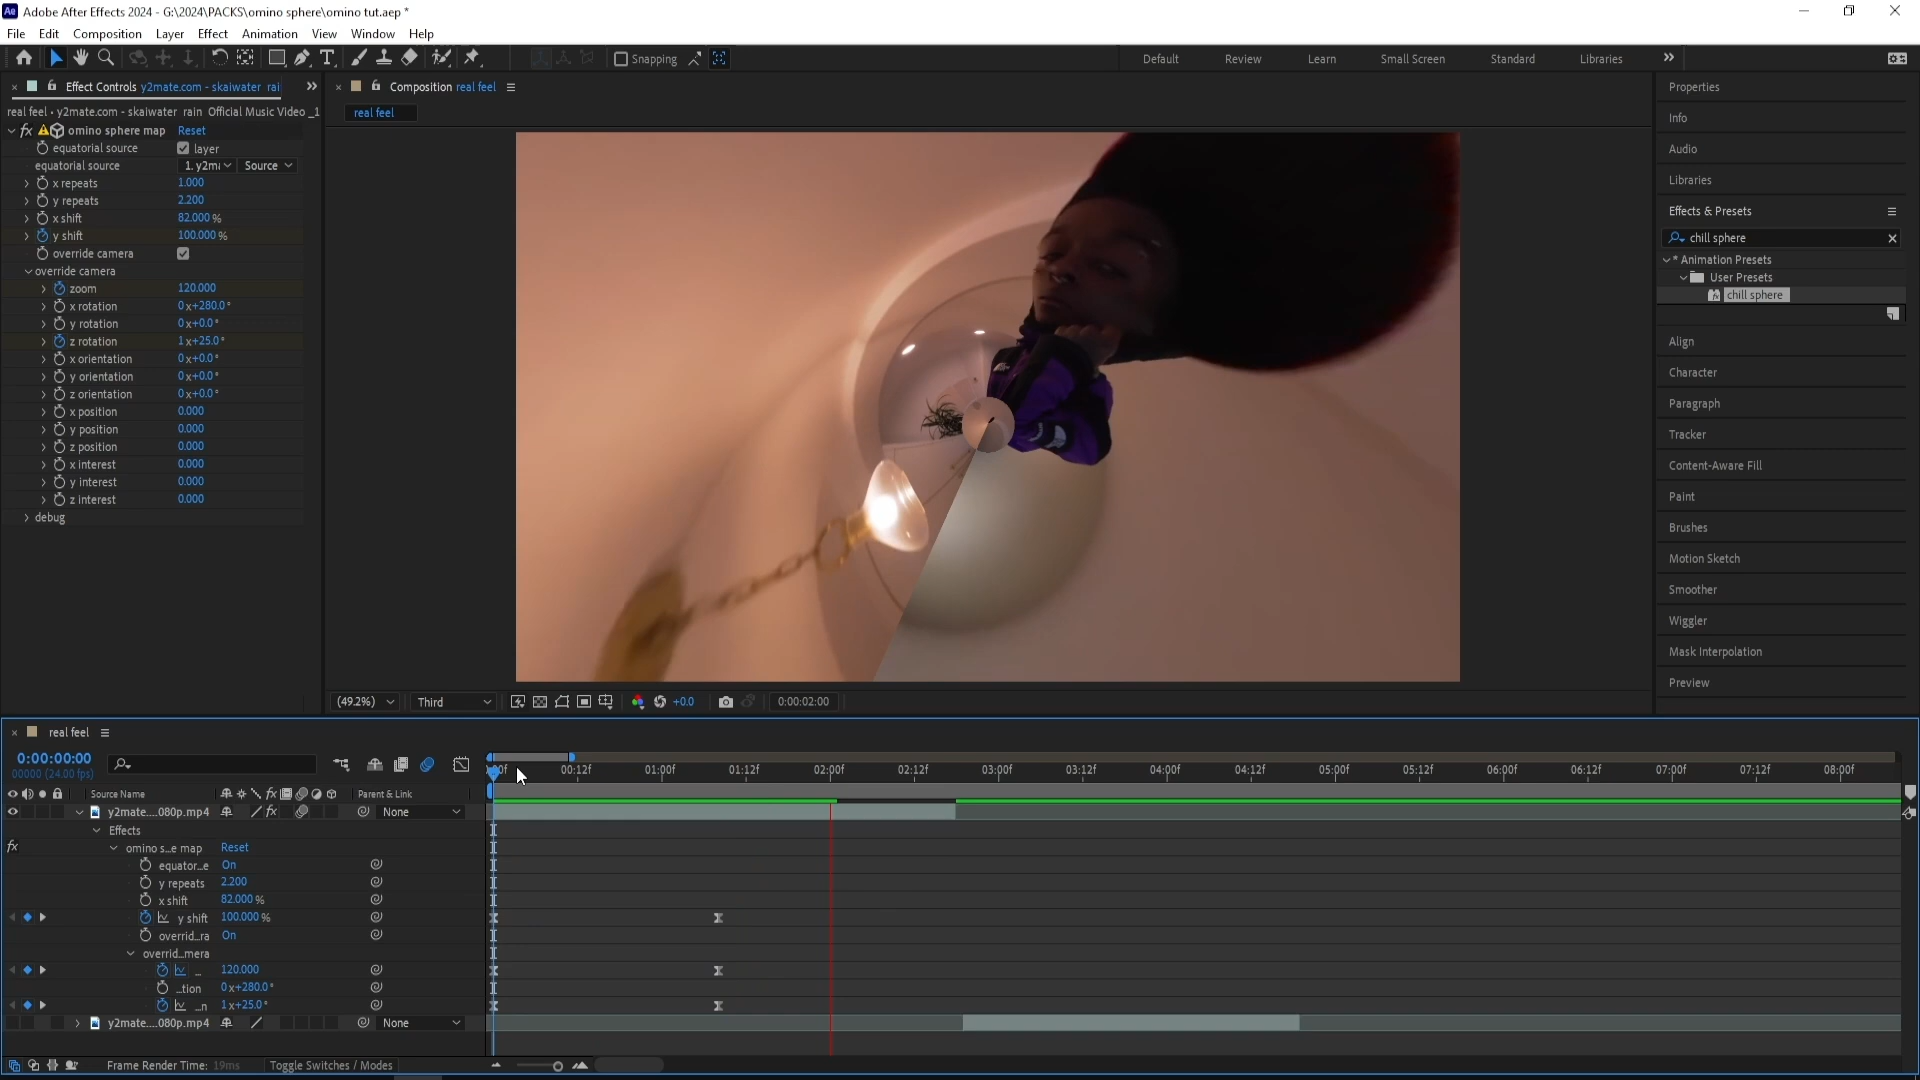 Adobe After Effects 2024 - G:\2024\PACKS\omino sphere\omino tut.aep *
File Edit Composition Layer Effect Animation View Window Help
Snapping Default Review Learn Small Screen Standard Libraries
Effect Controls y2mate.com - skaiwater rai
Composition real feel
Properties
real feel • y2mate.com - skaiwater rain Official Music Video _1
real feel
Info
omino sphere map Reset
equatorial source layer
Audio
equatorial source 1. y2m Source
x repeats 1.000
Libraries
y repeats 2.200
x shift 82.000 %
Effects & Presets
y shift 100.000 %
chill sphere
override camera
* Animation Presets
override camera
User Presets
zoom 120.000
chill sphere
x rotation 0 x+280.0°
y rotation 0 x+0.0°
z rotation 1 x+25.0°
Align
x orientation 0 x+0.0°
Character
y orientation 0 x+0.0°
z orientation 0 x+0.0°
Paragraph
x position 0.000
y position 0.000
Tracker
z position 0.000
x interest 0.000
Content-Aware Fill
y interest 0.000
Paint
z interest 0.000
debug
Brushes
Motion Sketch
Smoother
Wiggler
Mask Interpolation
Preview
(49.2%) Third +0.0 0:00:02:00
real feel
0:00:00:00
00000 (24.00 fps)
00:12f 01:00f 01:12f 02:00f 02:12f 03:00f 03:12f 04:00f 04:12f 05:00f 05:12f 06:00f 06:12f 07:00f 07:12f 08:00f
Source Name Parent & Link
y2mate....080p.mp4 None
Effects
omino s...e map Reset
equator...e On
y repeats 2.200
x shift 82.000 %
y shift 100.000 %
overrid...ra On
overrid...mera
... 120.000
...tion 0 x+280.0°
...n 1 x+25.0°
y2mate....080p.mp4 None
Frame Render Time: 19ms Toggle Switches / Modes